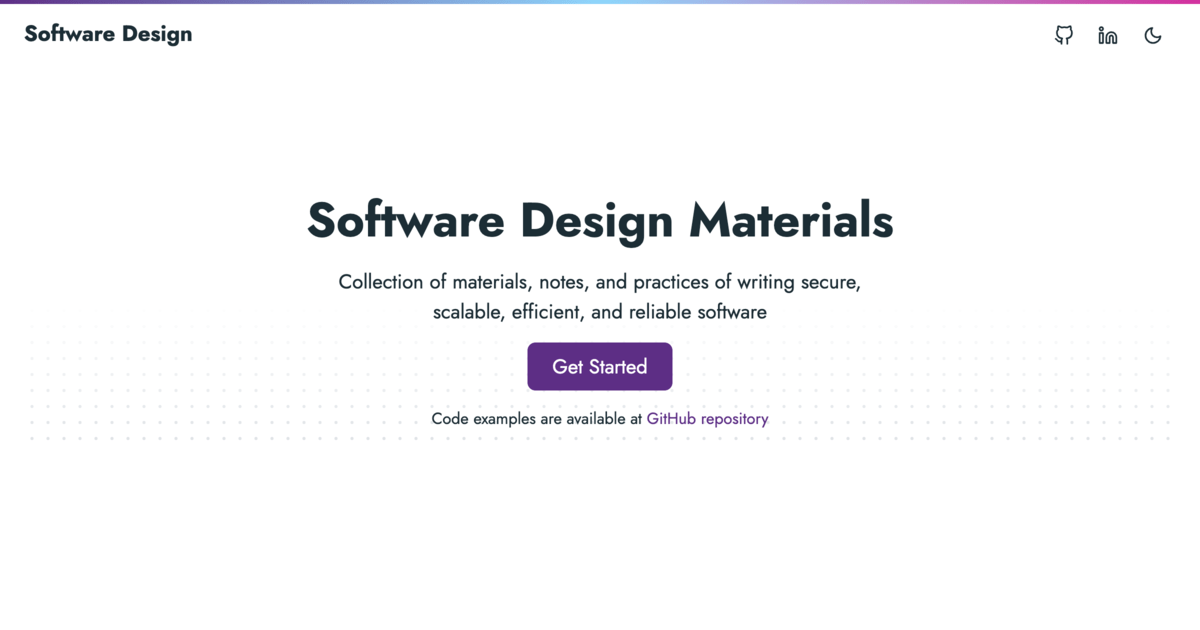 Software Design
Software Design Materials
Collection of materials, notes, and practices of writing secure,
scalable, efficient, and reliable software
Get Started
Code examples are available at GitHub repository